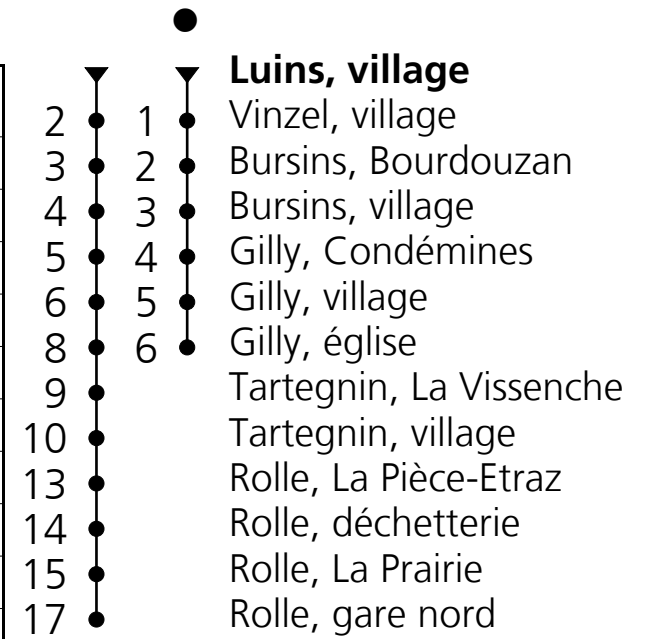 Luins, village
2 1 Vinzel, village
3 2 Bursins, Bourdouzan
4 3 Bursins, village
5 4 Gilly, Condémines
6 5 Gilly, village
8 6 Gilly, église
9 Tartegnin, La Vissenche
10 Tartegnin, village
13 Rolle, La Pièce-Etraz
14 Rolle, déchetterie
15 Rolle, La Prairie
17 Rolle, gare nord